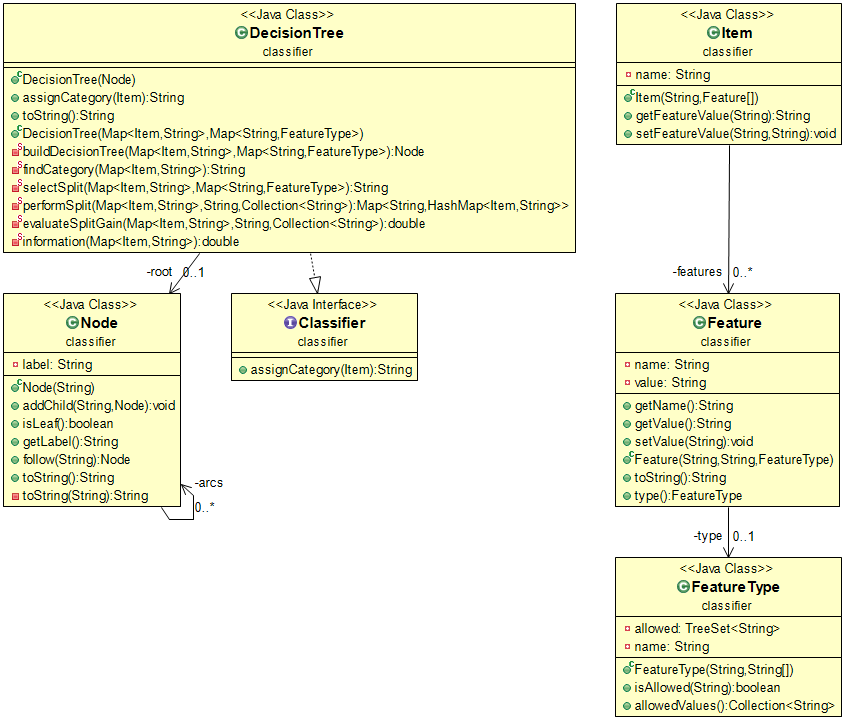 <<Java Class>>
DecisionTree
classifier
DecisionTree(Node)
assignCategory(Item):String
toString():String
DecisionTree(Map<Item,String>,Map<String,FeatureType>)
buildDecisionTree(Map<Item,String>,Map<String,FeatureType>):Node
findCategory(Map<Item,String>):String
selectSplit(Map<Item,String>,Map<String,FeatureType>):String
performSplit(Map<Item,String>,String,Collection<String>):Map<String,HashMap<Item,String>>
evaluateSplitGain(Map<Item,String>,String,Collection<String>):double
information(Map<Item,String>):double
-root 0..1
<<Java Class>>
Node
classifier
label: String
Node(String)
addChild(String,Node):void
isLeaf():boolean
getLabel():String
follow(String):Node
toString():String
toString(String):String
-arcs
0..*
<<Java Interface>>
Classifier
classifier
assignCategory(Item):String
<<Java Class>>
Item
classifier
name: String
Item(String,Feature[])
getFeatureValue(String):String
setFeatureValue(String,String):void
-features 0..*
<<Java Class>>
Feature
classifier
name: String
value: String
getName():String
getValue():String
setValue(String):void
Feature(String,String,FeatureType)
toString():String
type():FeatureType
-type 0..1
<<Java Class>>
FeatureType
classifier
allowed: TreeSet<String>
name: String
FeatureType(String,String[])
isAllowed(String):boolean
allowedValues():Collection<String>